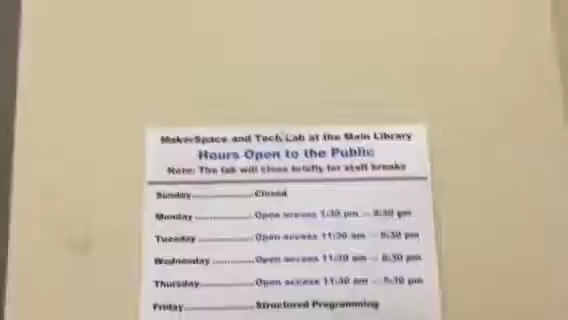 MakerSpace and Tech Lab at the Main Library
Hours Open to the Public
Note: The lab will close briefly for staff breaks
Sunday.....................Closed
Monday ...................Open access 1:30 pm – 8:30 pm
Tuesday ..................Open access 11:30 am – 8:30 pm
Wednesday ..............Open access 11:30 am – 8:30 pm
Thursday..................Open access 11:30 am – 5:30 pm
Friday......................Structured Programming